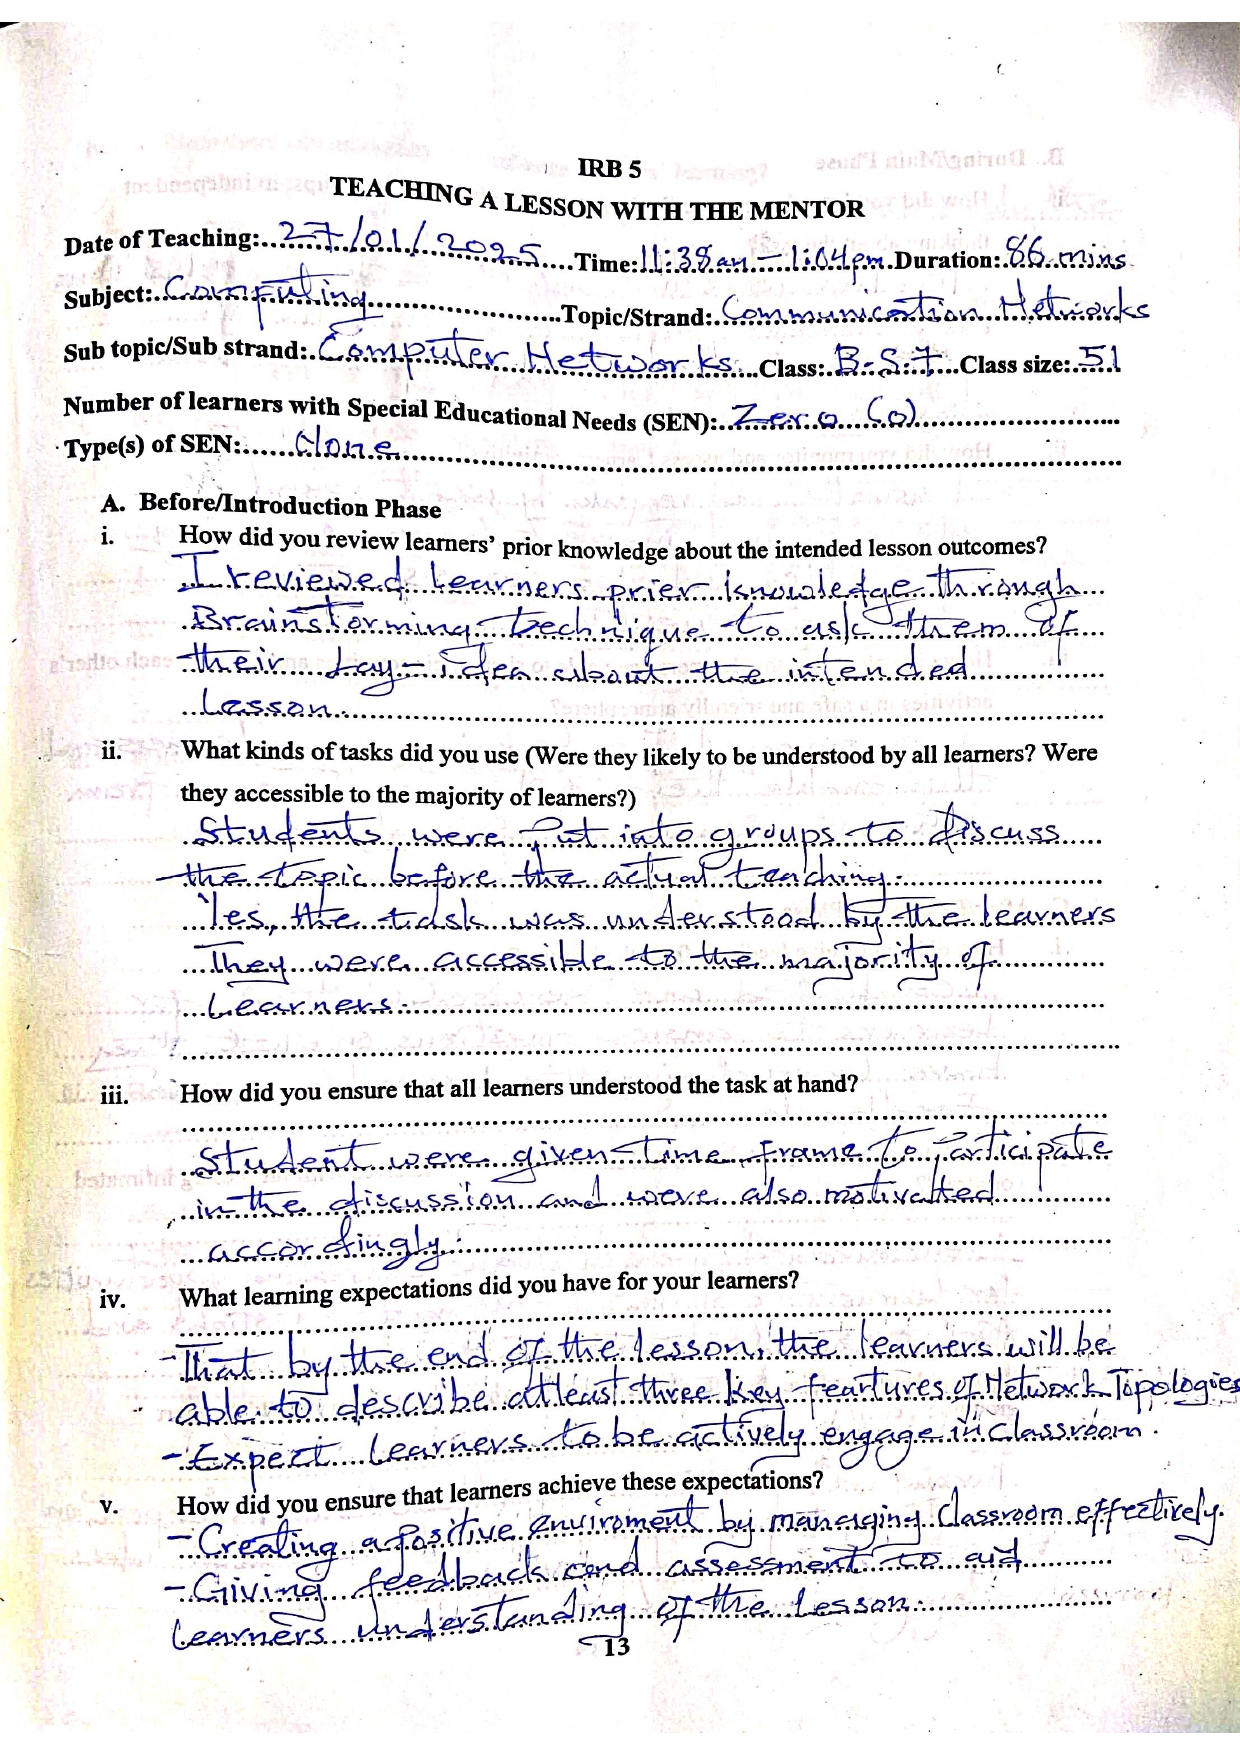 IRB 5
TEACHING A LESSON WITH THE MENTOR
Date of Teaching:..27/01/2025....Time:11:38am - 1:04pm.Duration:.86 mins.
Subject:.Computing......Topic/Strand:.Communication Networks
Sub topic/Sub strand:.Computer Networks...Class:.B.S.7...Class size:.51
Number of learners with Special Educational Needs (SEN):..Zero (0)......
Type(s) of SEN:.....None......
A. Before/Introduction Phase
i. How did you review learners' prior knowledge about the intended lesson outcomes?
I reviewed learners prier knowledge through
Brainstorming technique to ask them of
their lay-idea about the intended
Lesson.
ii. What kinds of tasks did you use (Were they likely to be understood by all learners? Were
they accessible to the majority of learners?)
Students were put into groups to discuss
the topic before the actual teaching.
Yes, the task was understood by the learners
They were accessible to the majority of
Learners.
iii. How did you ensure that all learners understood the task at hand?
Student were given time frame to participate
in the discussion and were also motivalted
accordingly.
iv. What learning expectations did you have for your learners?
-That by the end of the lesson, the learners will be
able to describe atleast three key feartures of Network Topologies
-Expect learners to be actively engage in classroom.
v. How did you ensure that learners achieve these expectations?
-Creating a positive enviroment by managing classroom effectively.
-Giving feedback and assessment to aid
learners understanding of the lesson.
13